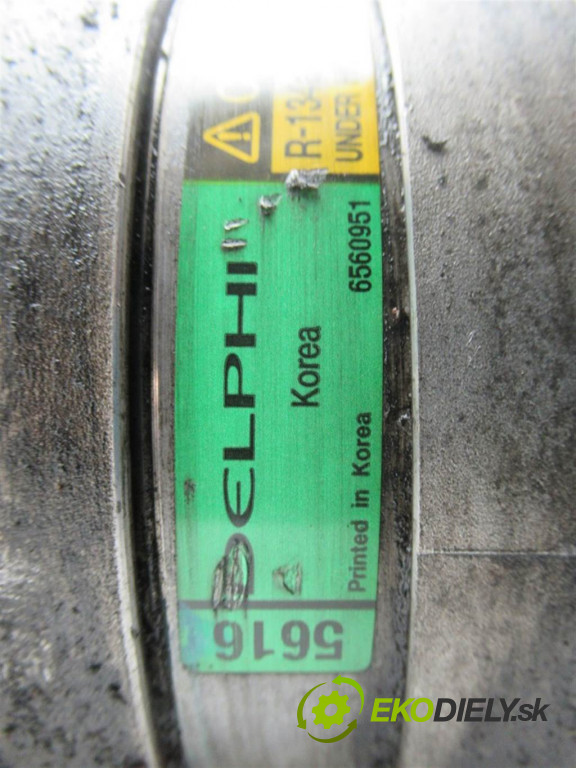 R-134
UNDER
DELPHI
Korea
6560951
Printed in Korea
5616
EKODIELY.sk